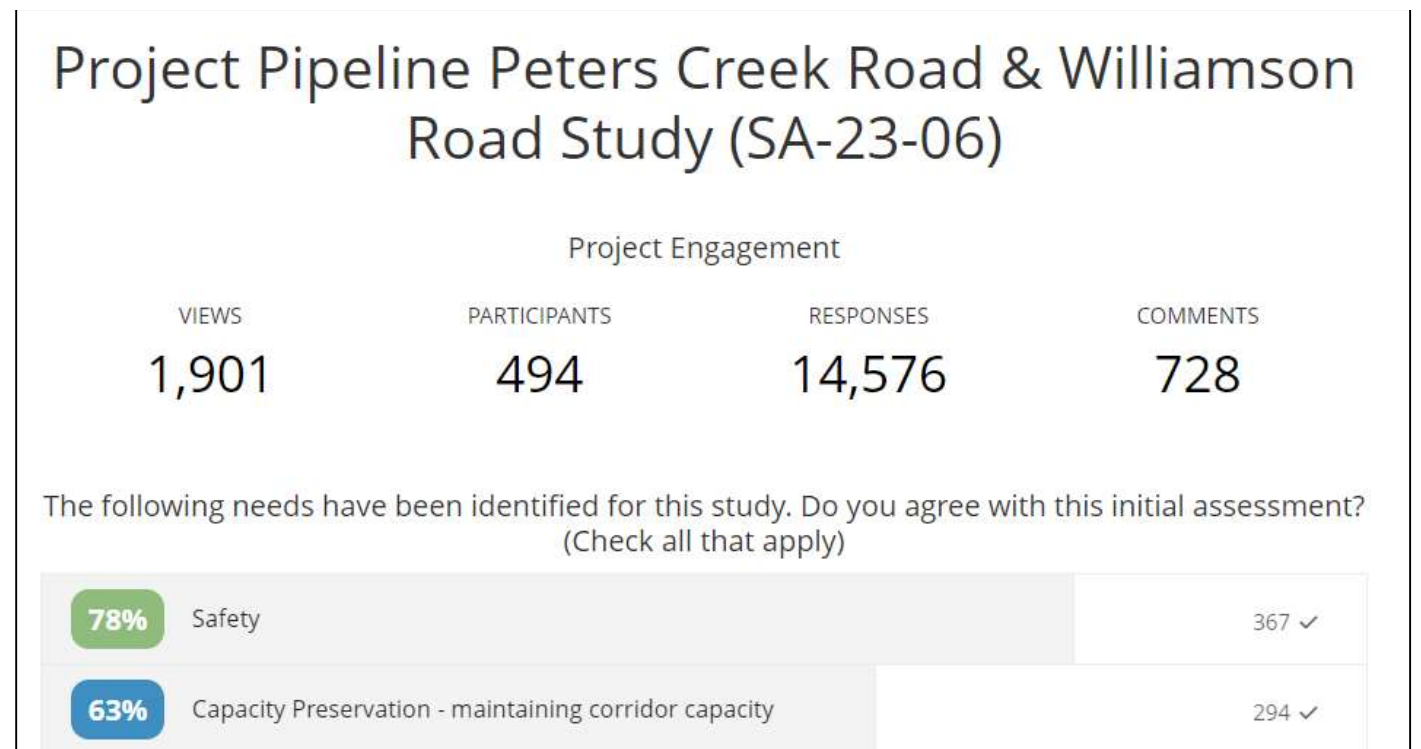 Project Pipeline Peters Creek Road & Williamson
Road Study (SA-23-06)
Project Engagement
VIEWS PARTICIPANTS RESPONSES COMMENTS
1,901 494 14,576 728
The following needs have been identified for this study. Do you agree with this initial assessment?
(Check all that apply)
78% Safety 367 ✓
63% Capacity Preservation - maintaining corridor capacity 294 ✓